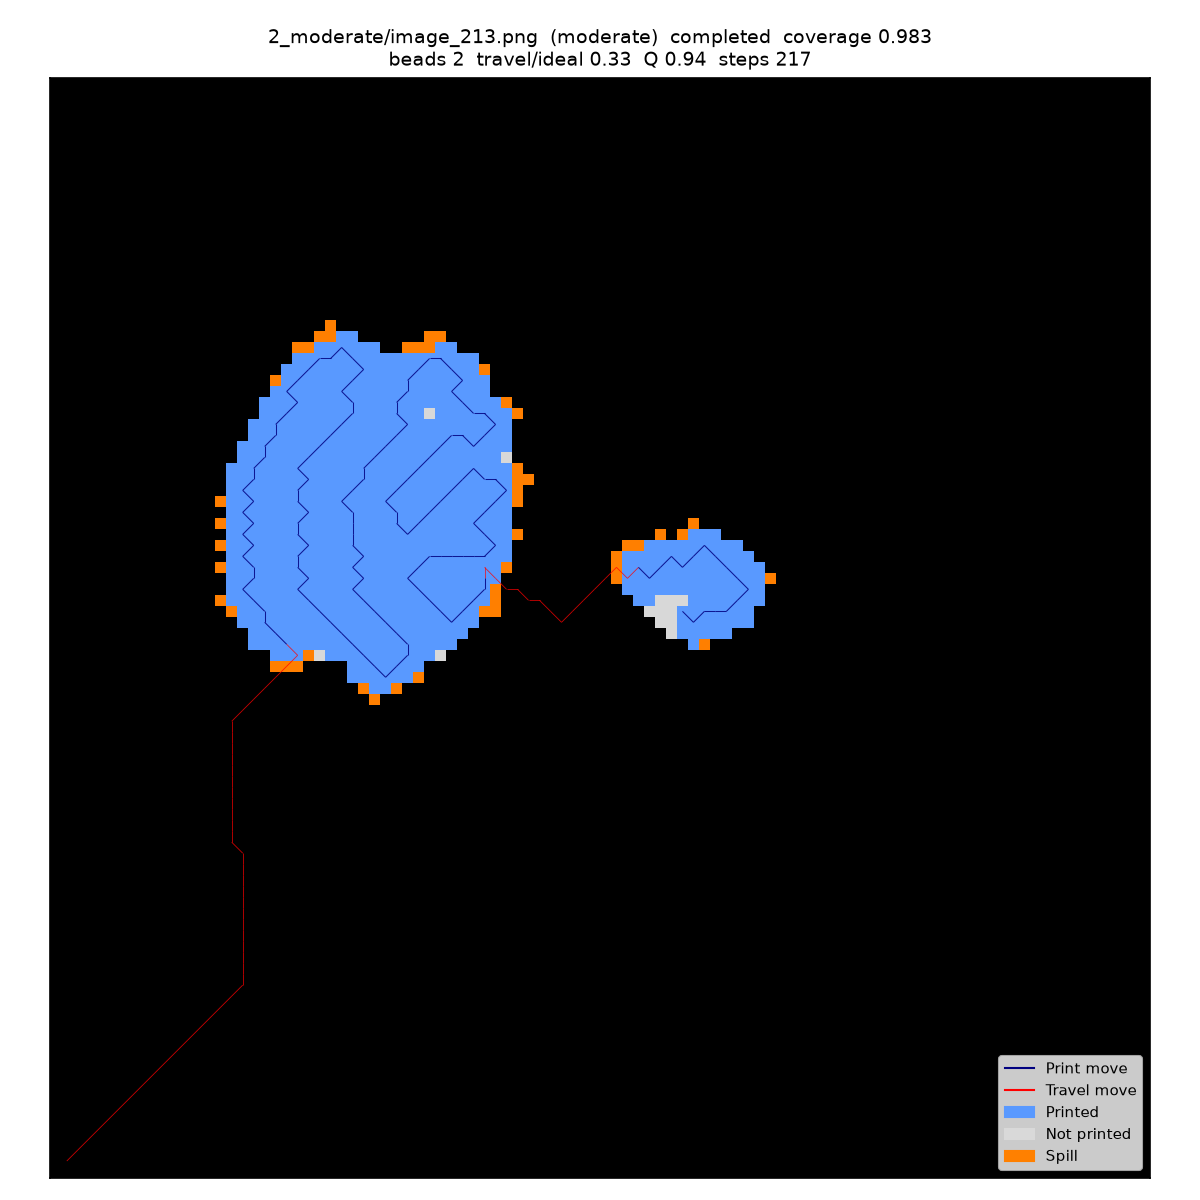 2_moderate/image_213.png  (moderate)  completed  coverage 0.983
beads 2  travel/ideal 0.33  Q 0.94  steps 217
Print move
Travel move
Printed
Not printed
Spill